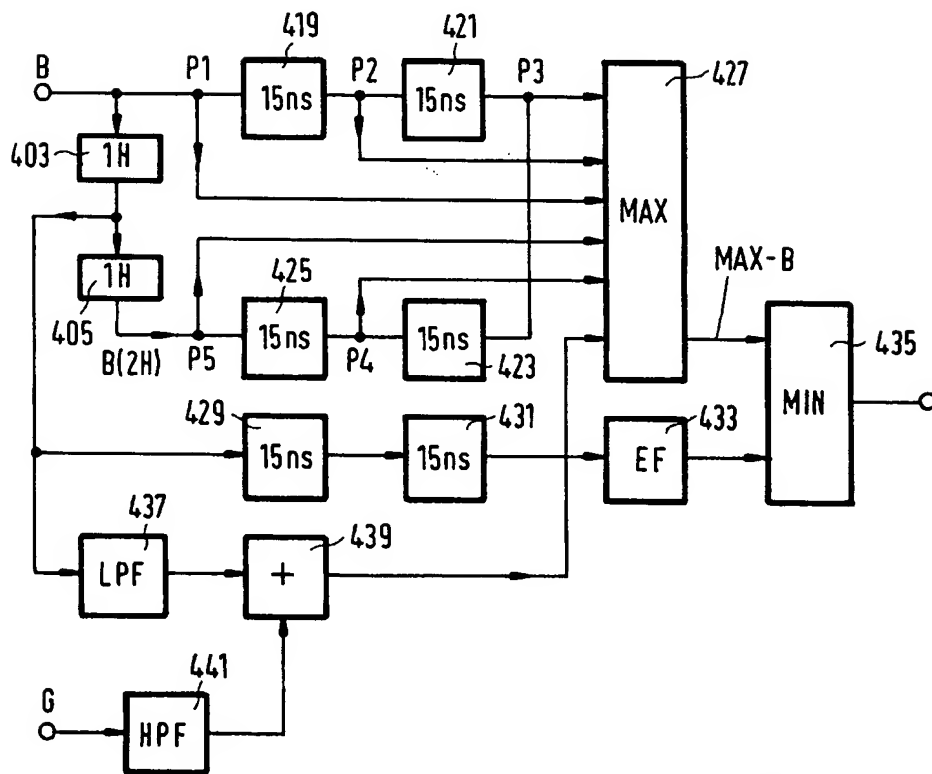 419
421
B
P1
P2
P3
427
15ns
15ns
403
1H
MAX
1H
425
MAX-B
405
15ns
15ns
435
B(2H)
P5
P4
423
MIN
429
431
433
15ns
15ns
EF
437
439
LPF
+
441
G
HPF